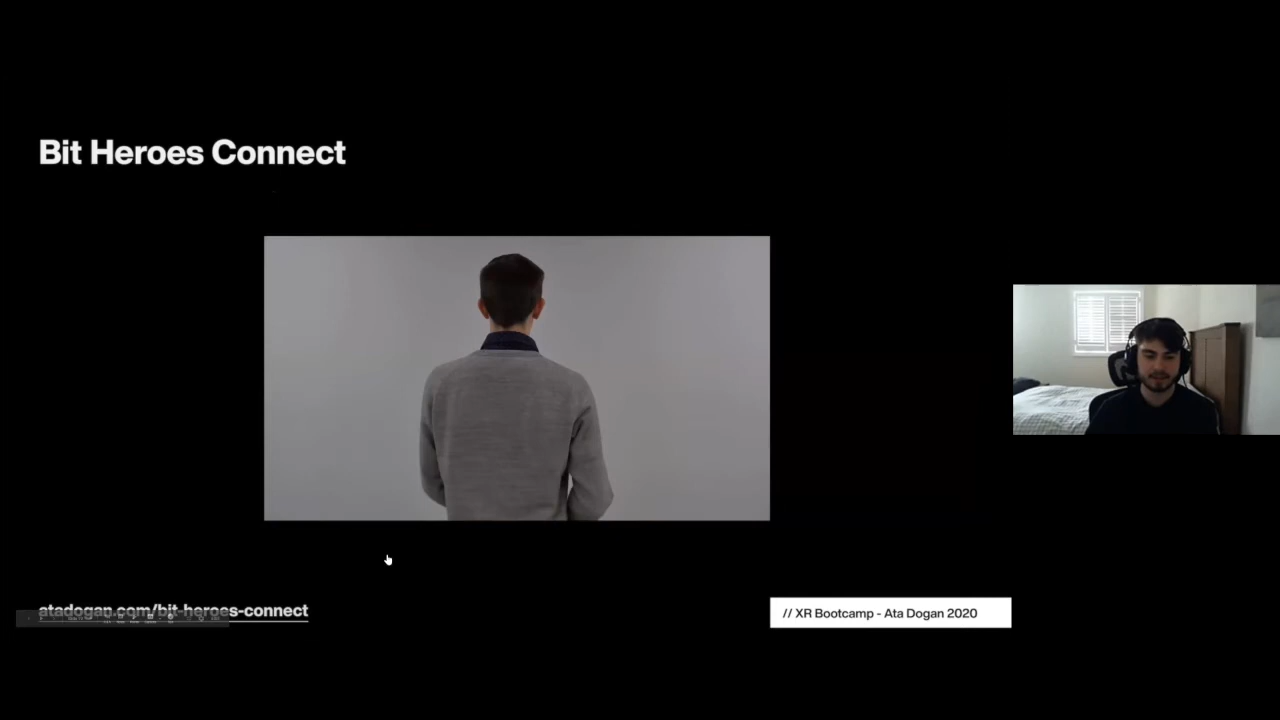 Bit Heroes Connect
atadogan.com/bit-heroes-connect
// XR Bootcamp - Ata Dogan 2020